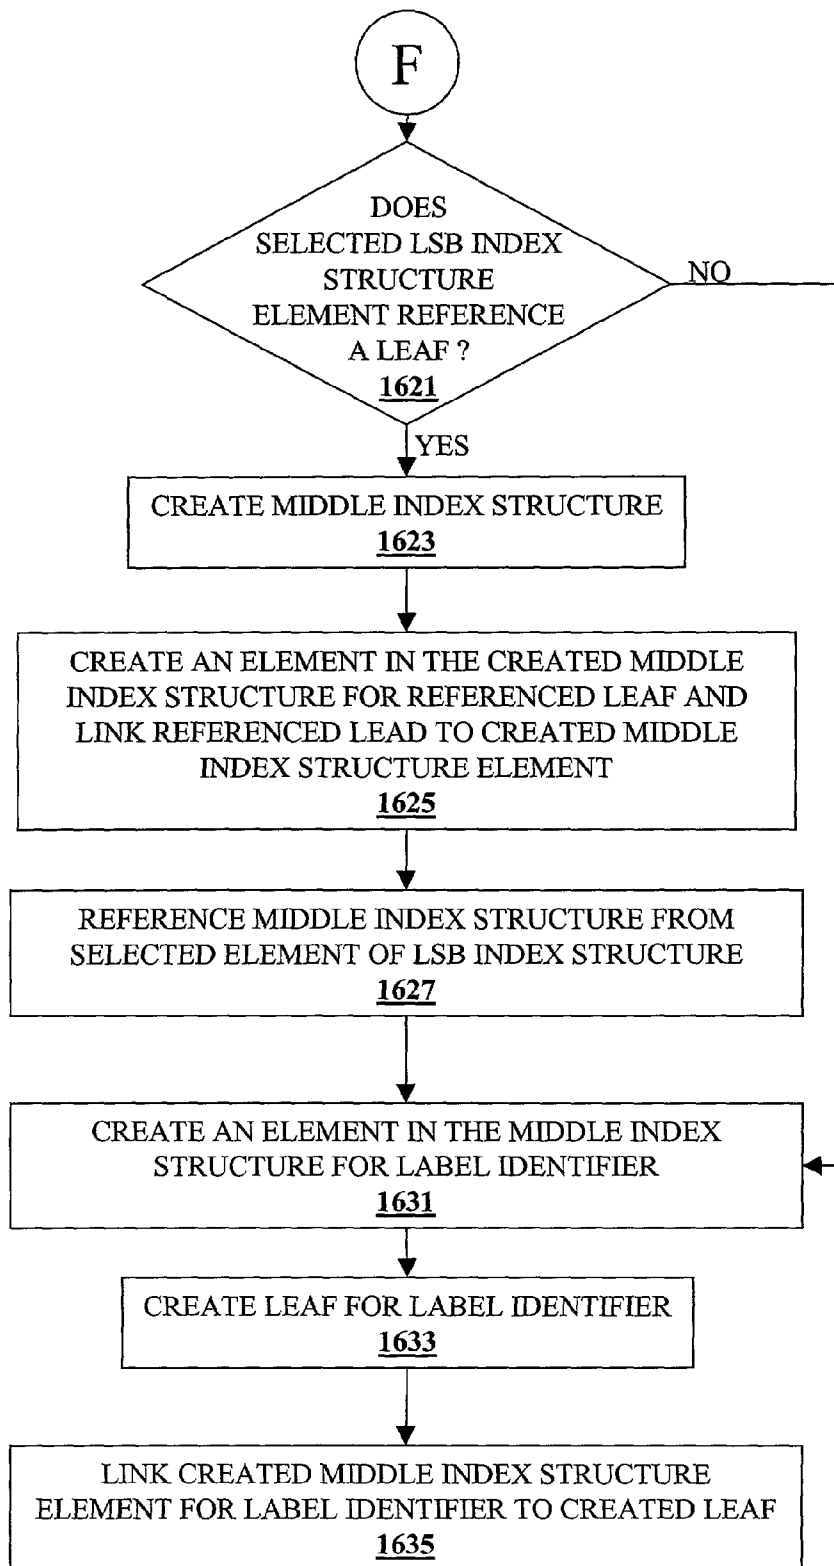 F
DOES
SELECTED LSB INDEX
STRUCTURE
ELEMENT REFERENCE
A LEAF ?
1621
NO
YES
CREATE MIDDLE INDEX STRUCTURE
1623
CREATE AN ELEMENT IN THE CREATED MIDDLE
INDEX STRUCTURE FOR REFERENCED LEAF AND
LINK REFERENCED LEAD TO CREATED MIDDLE
INDEX STRUCTURE ELEMENT
1625
REFERENCE MIDDLE INDEX STRUCTURE FROM
SELECTED ELEMENT OF LSB INDEX STRUCTURE
1627
CREATE AN ELEMENT IN THE MIDDLE INDEX
STRUCTURE FOR LABEL IDENTIFIER
1631
CREATE LEAF FOR LABEL IDENTIFIER
1633
LINK CREATED MIDDLE INDEX STRUCTURE
ELEMENT FOR LABEL IDENTIFIER TO CREATED LEAF
1635